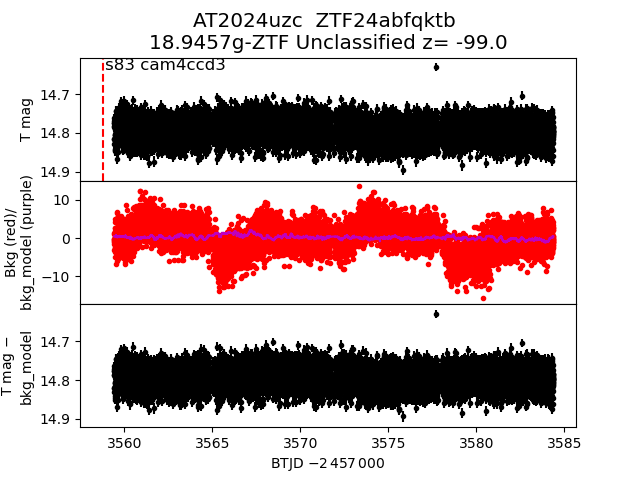 AT2024uzc  ZTF24abfqktb
18.9457g-ZTF Unclassified z= -99.0
s83 cam4ccd3
T mag
14.7
14.8
14.9
Bkg (red)/
bkg_model (purple)
10
0
−10
T mag −
bkg_model
14.7
14.8
14.9
3560
3565
3570
3575
3580
3585
BTJD −2 457 000